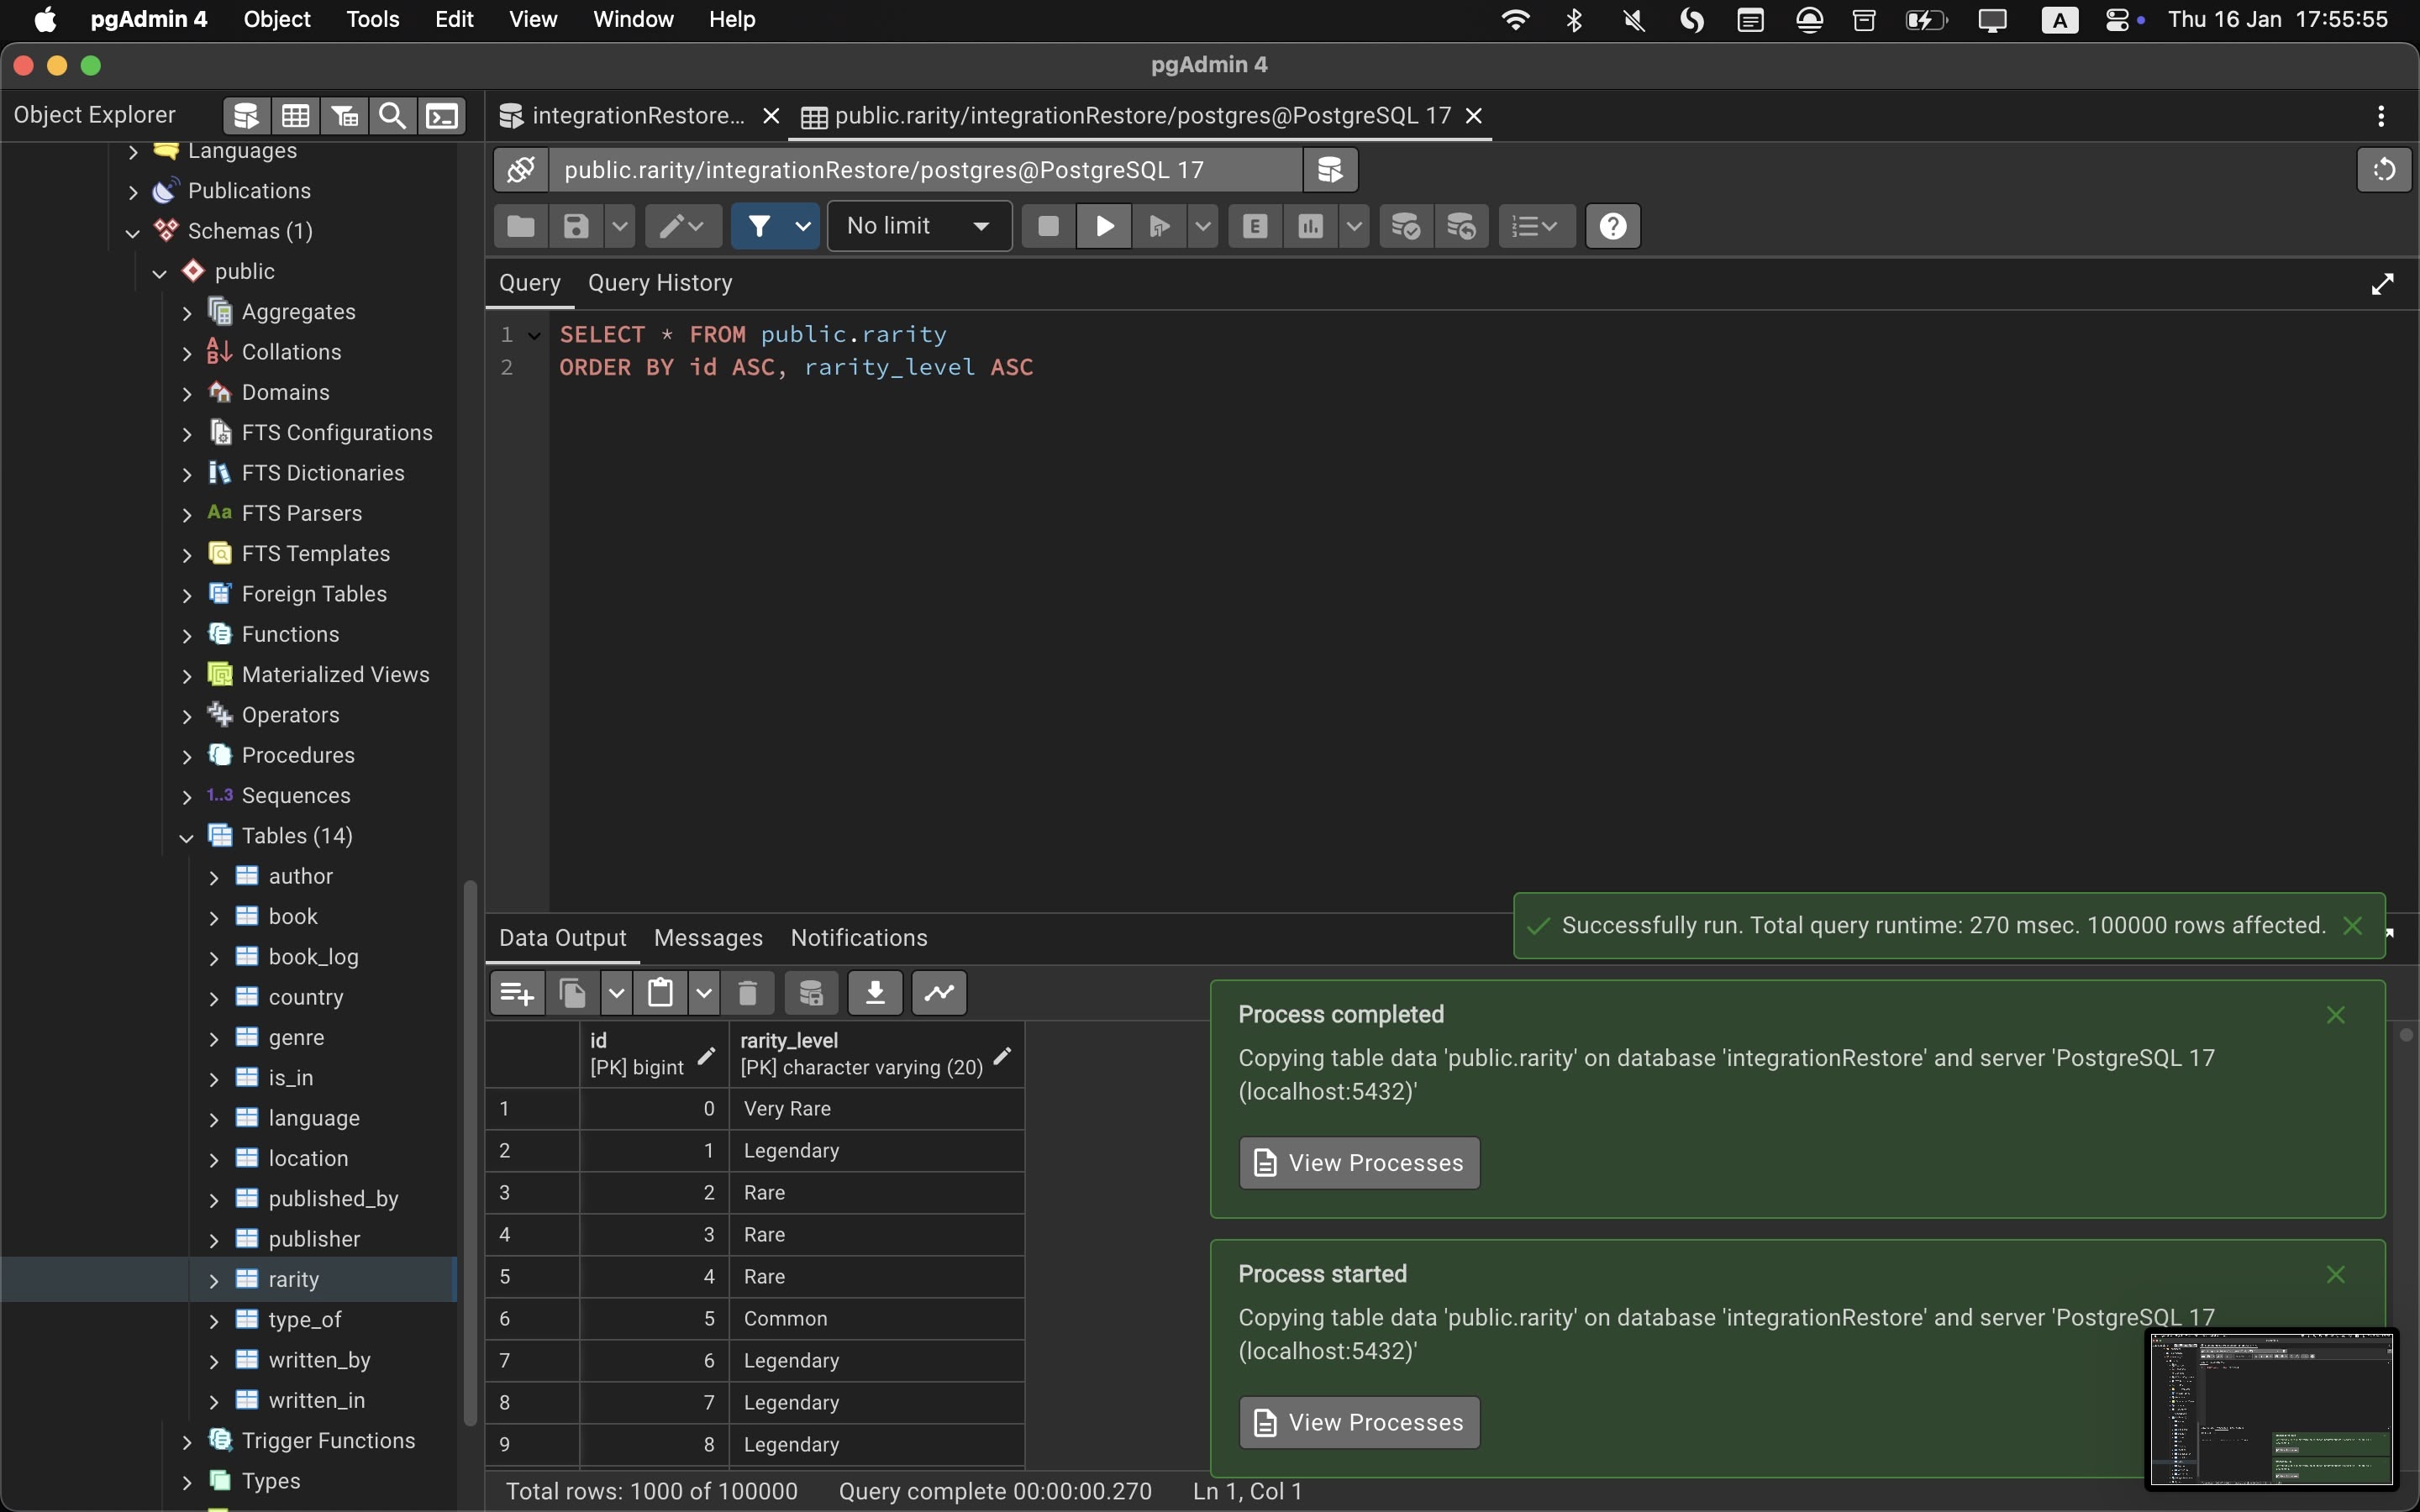 pgAdmin 4 Object Tools Edit View Window Help A Thu 16 Jan 17:55:55
pgAdmin 4
Object Explorer
Languages
Publications
Schemas (1)
public
Aggregates
Collations
Domains
FTS Configurations
FTS Dictionaries
Aa FTS Parsers
FTS Templates
Foreign Tables
Functions
Materialized Views
Operators
Procedures
1..3 Sequences
Tables (14)
author
book
book_log
country
genre
is_in
language
location
published_by
publisher
rarity
type_of
written_by
written_in
Trigger Functions
Types
integrationRestore... public.rarity/integrationRestore/postgres@PostgreSQL 17
public.rarity/integrationRestore/postgres@PostgreSQL 17
No limit E
Query Query History
1 SELECT * FROM public.rarity
2 ORDER BY id ASC, rarity_level ASC
Data Output Messages Notifications
Successfully run. Total query runtime: 270 msec. 100000 rows affected.
id rarity_level
[PK] bigint [PK] character varying (20)
1 0 Very Rare
2 1 Legendary
3 2 Rare
4 3 Rare
5 4 Rare
6 5 Common
7 6 Legendary
8 7 Legendary
9 8 Legendary
Process completed
Copying table data 'public.rarity' on database 'integrationRestore' and server 'PostgreSQL 17
(localhost:5432)'
View Processes
Process started
Copying table data 'public.rarity' on database 'integrationRestore' and server 'PostgreSQL 17
(localhost:5432)'
View Processes
Total rows: 1000 of 100000 Query complete 00:00:00.270 Ln 1, Col 1